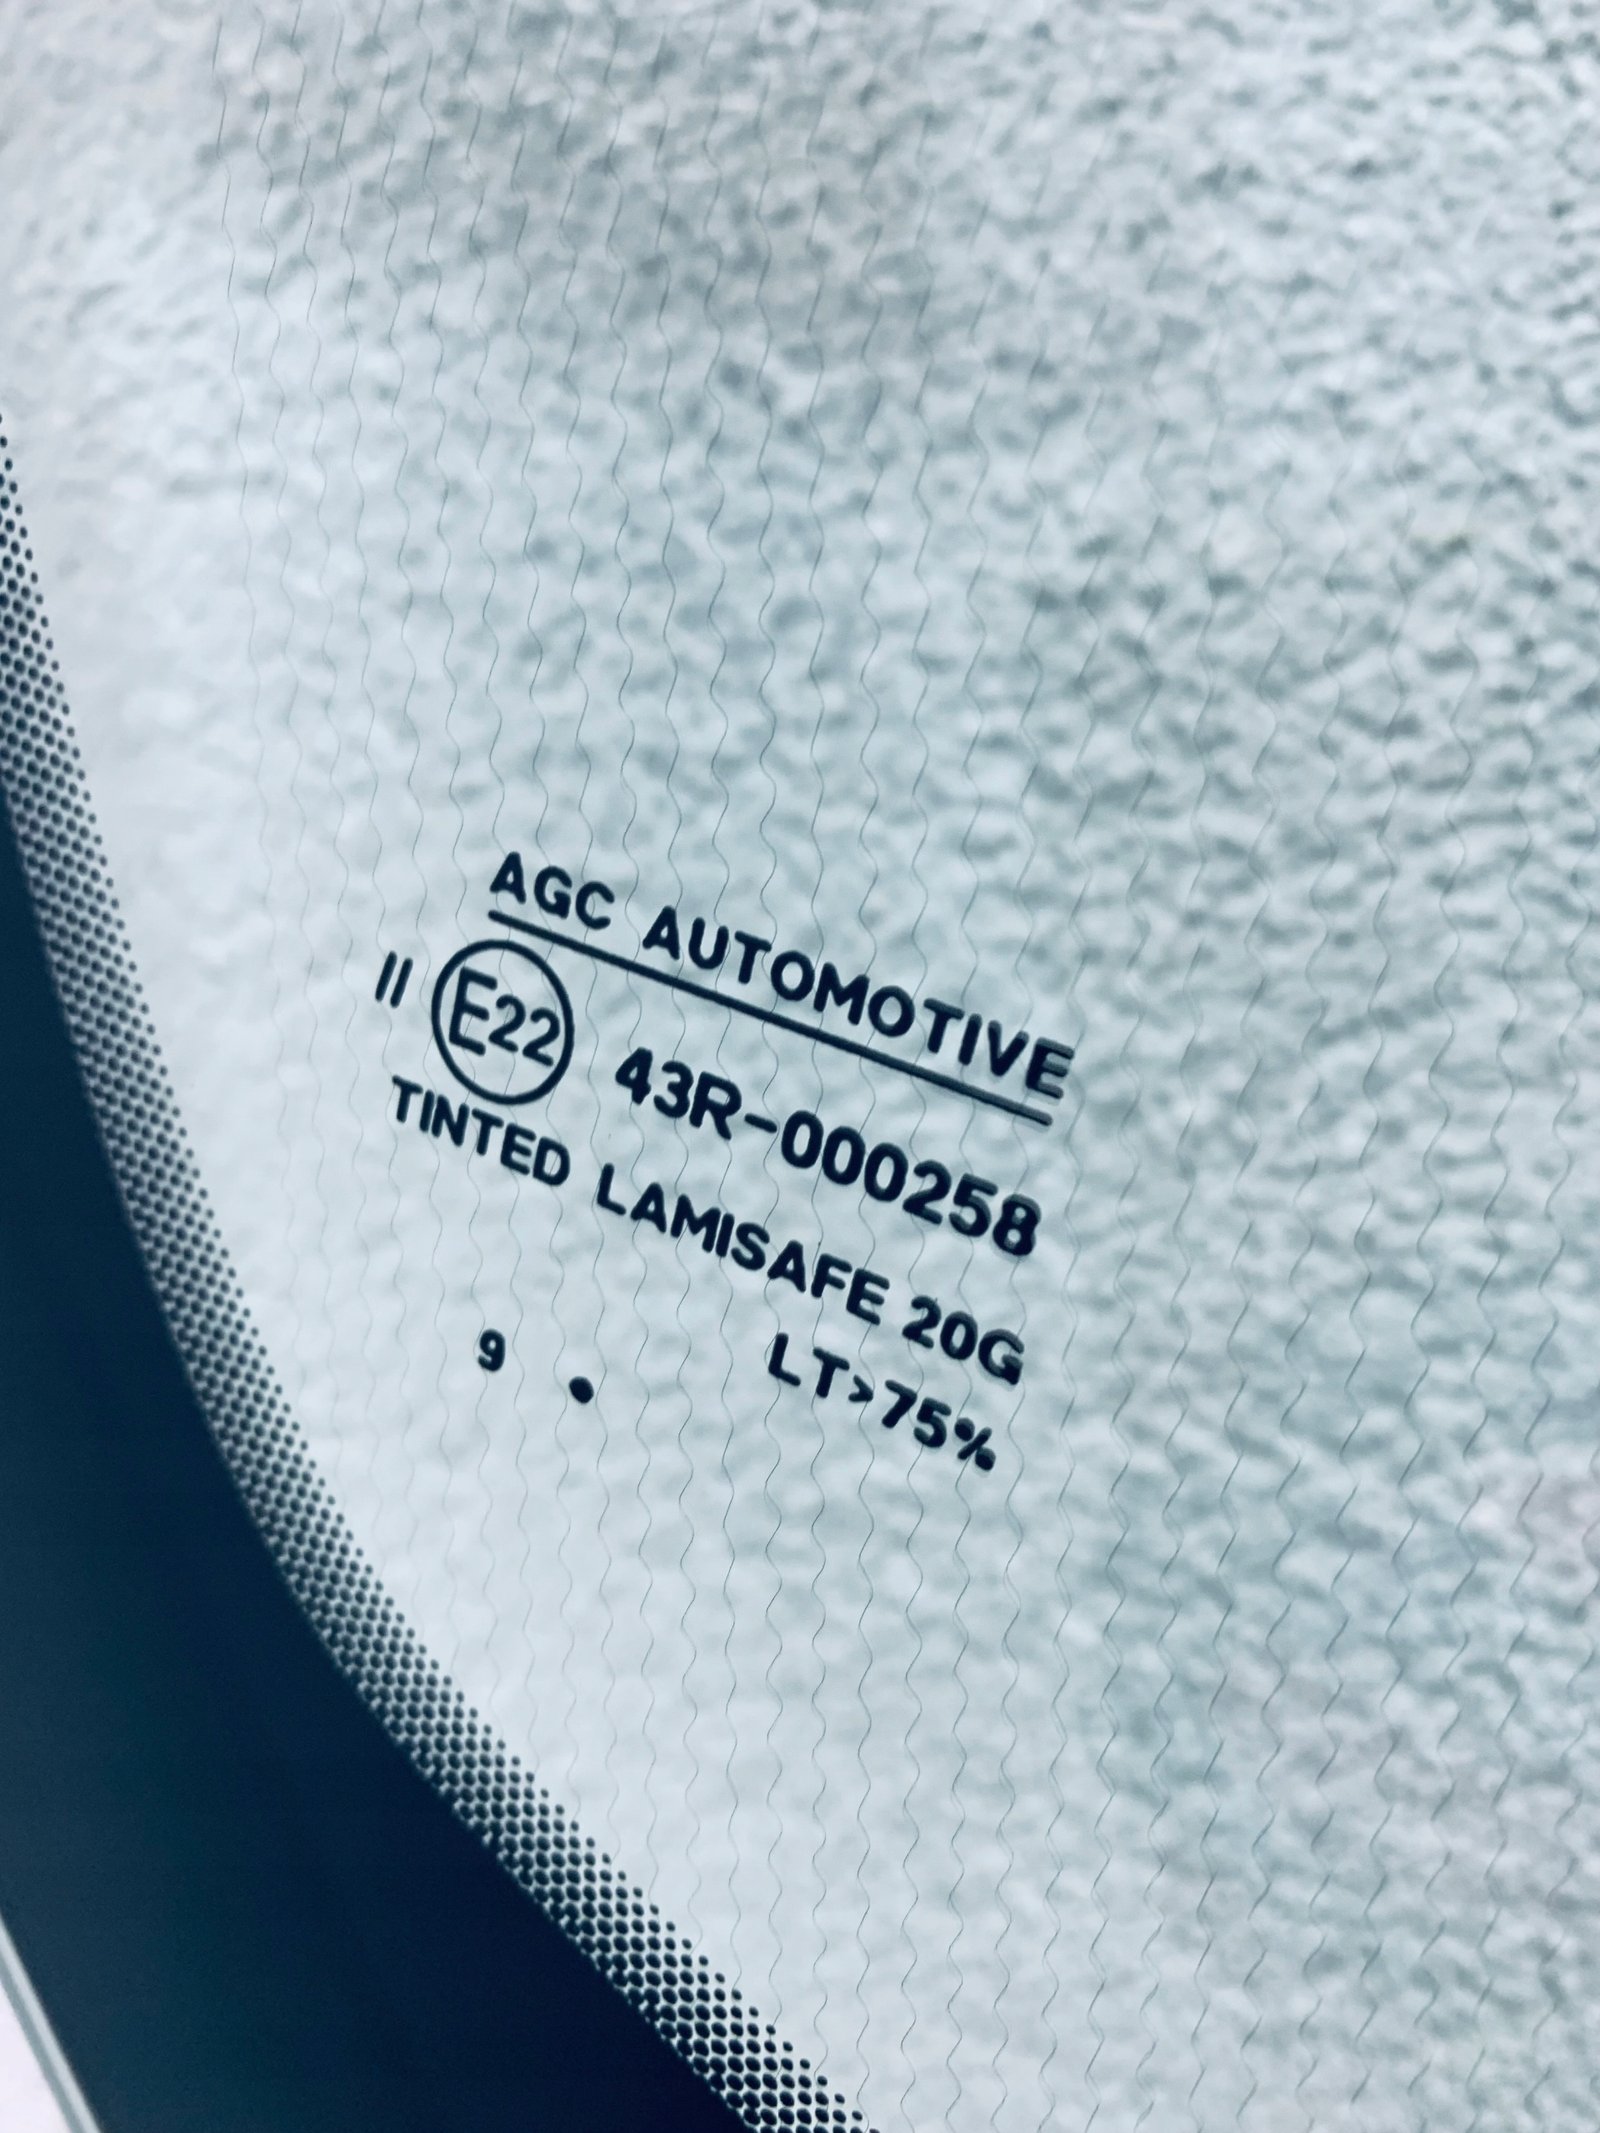 AGC AUTOMOTIVE
II E22 43R-000258
TINTED LAMISAFE 20G
9 . LT>75%